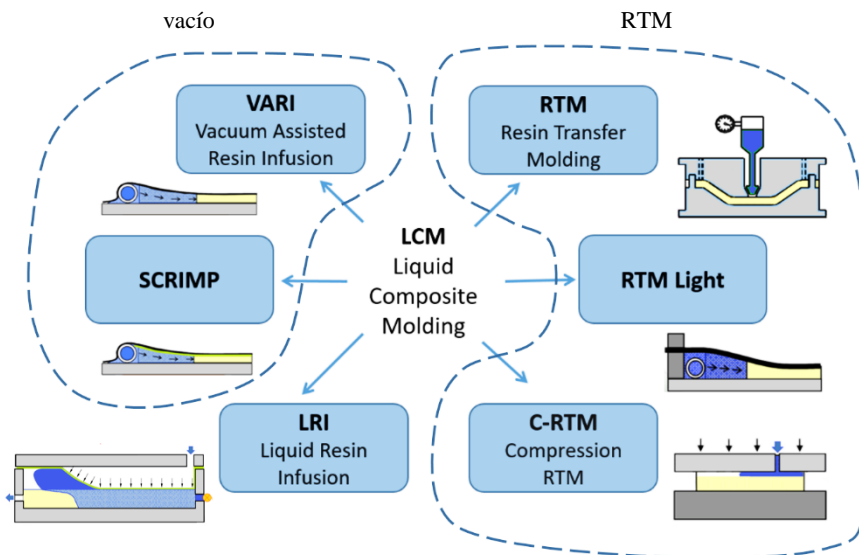 vacío
RTM
VARI
Vacuum Assisted
Resin Infusion
RTM
Resin Transfer
Molding
LCM
Liquid
Composite
Molding
SCRIMP
RTM Light
LRI
Liquid Resin
Infusion
C-RTM
Compression
RTM